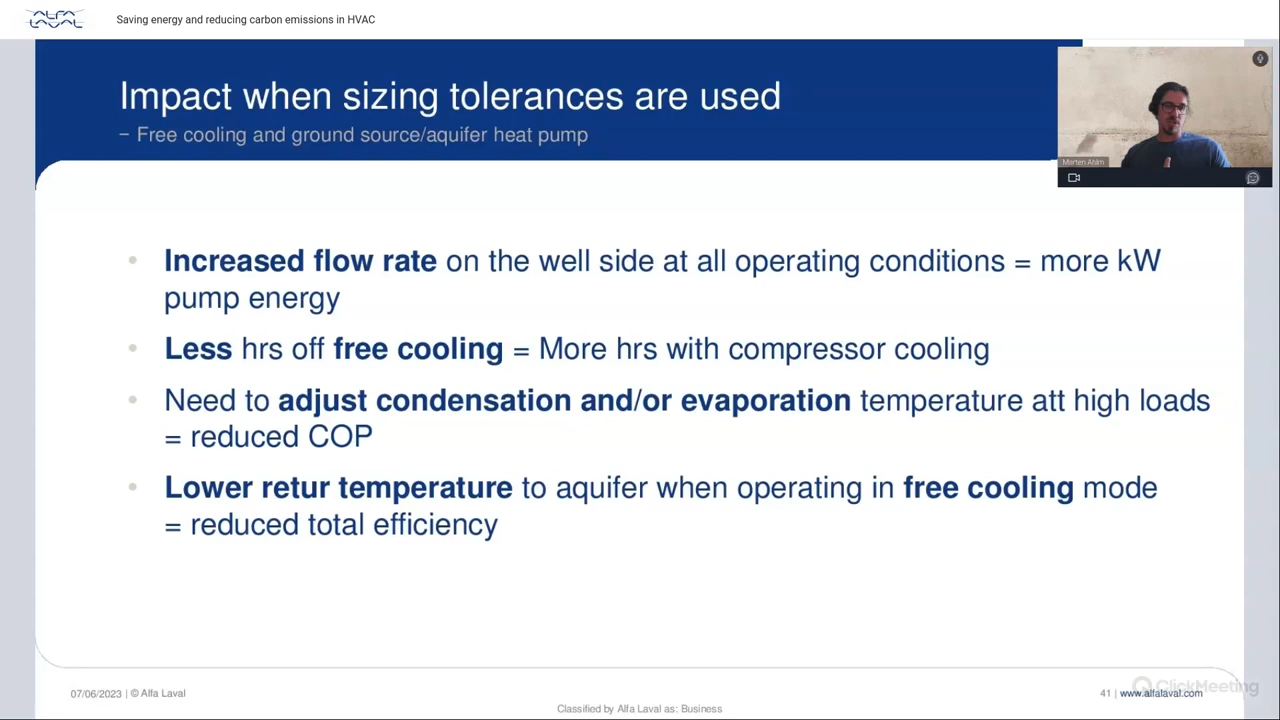 ALFA
LAVAL
Saving energy and reducing carbon emissions in HVAC
Impact when sizing tolerances are used
– Free cooling and ground source/aquifer heat pump
Marten Ahlm
• Increased flow rate on the well side at all operating conditions = more kW
pump energy
• Less hrs off free cooling = More hrs with compressor cooling
• Need to adjust condensation and/or evaporation temperature att high loads
= reduced COP
• Lower retur temperature to aquifer when operating in free cooling mode
= reduced total efficiency
07/06/2023 | © Alfa Laval
41 | www.alfalaval.com
ClickMeeting
Classified by Alfa Laval as: Business